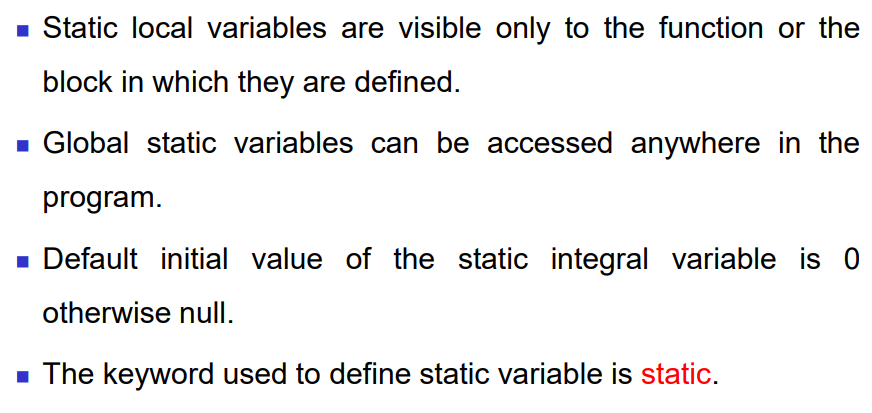 ▪ Static local variables are visible only to the function or the
block in which they are defined.
▪ Global static variables can be accessed anywhere in the
program.
▪ Default initial value of the static integral variable is 0
otherwise null.
▪ The keyword used to define static variable is static.